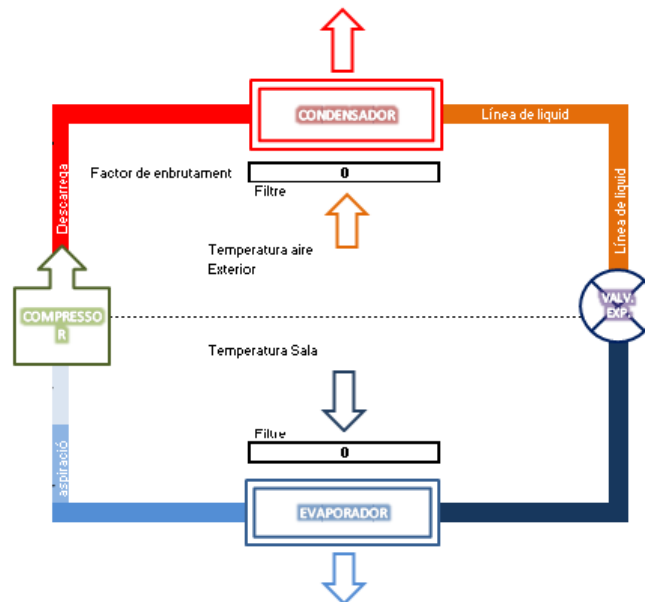 CONDENSADOR
Línea de liquid
Factor de enbrutament
0
Filtre
Descarrega
Línea de liquid
Temperatura aire
Exterior
COMPRESSO
R
VALV.
EXP.
Temperatura Sala
Filtre
0
aspiració
EVAPORADOR